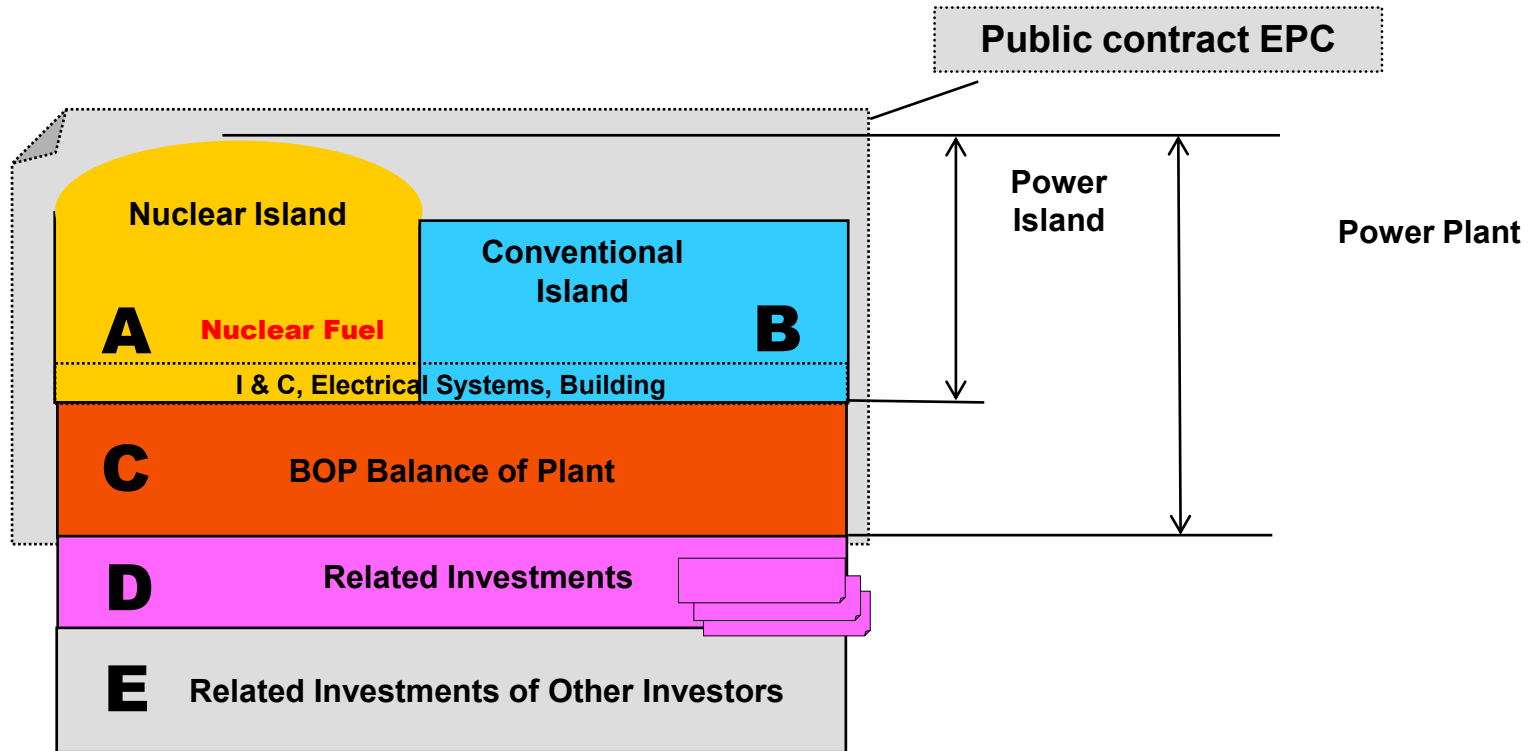 Public contract EPC
Power
Island
Power Plant
Nuclear Island
Conventional
Island
A
Nuclear Fuel
B
I & C, Electrical Systems, Building
C
BOP Balance of Plant
D
Related Investments
E
Related Investments of Other Investors